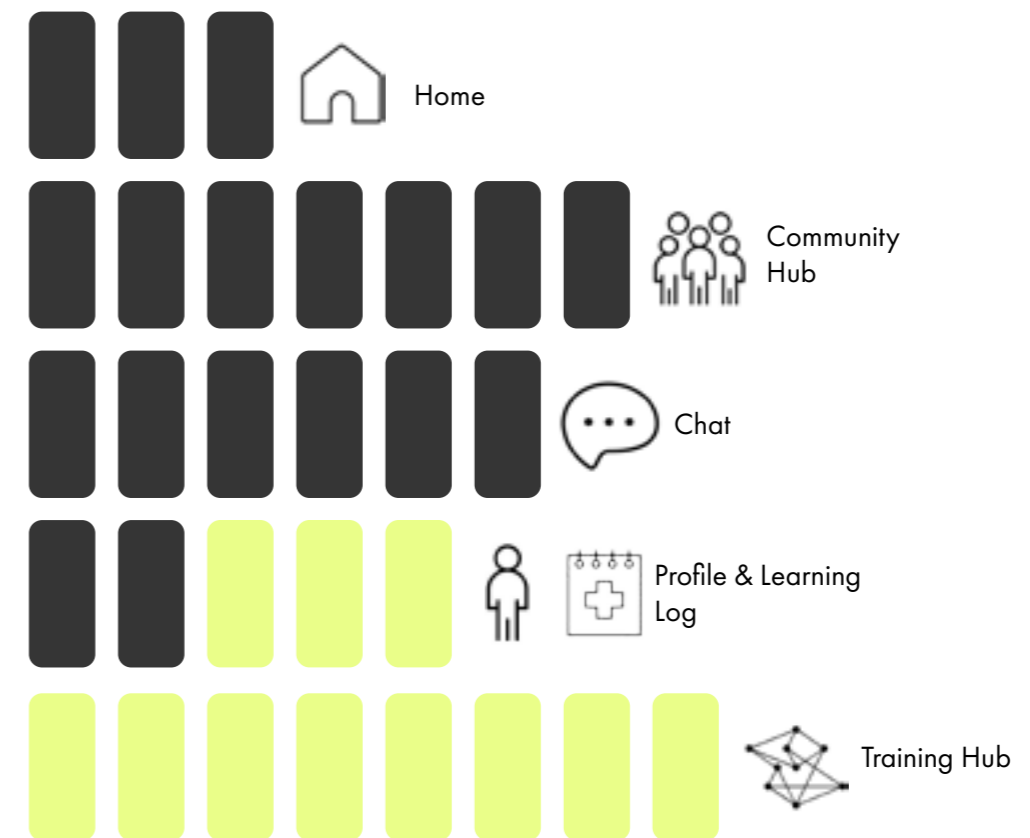 Home
Community
Hub
Chat
Profile & Learning
Log
Training Hub